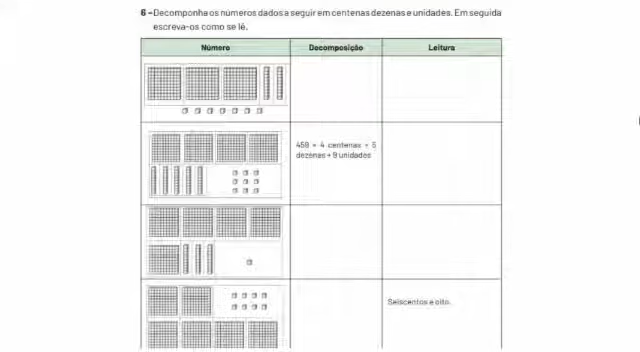 6 - Decomponha os números dados a seguir em centenas dezenas e unidades. Em seguida
escreva-os como se lê.
Número Decomposição Leitura
459 = 4 centenas + 5
dezenas + 9 unidades
Seiscentos e oito.